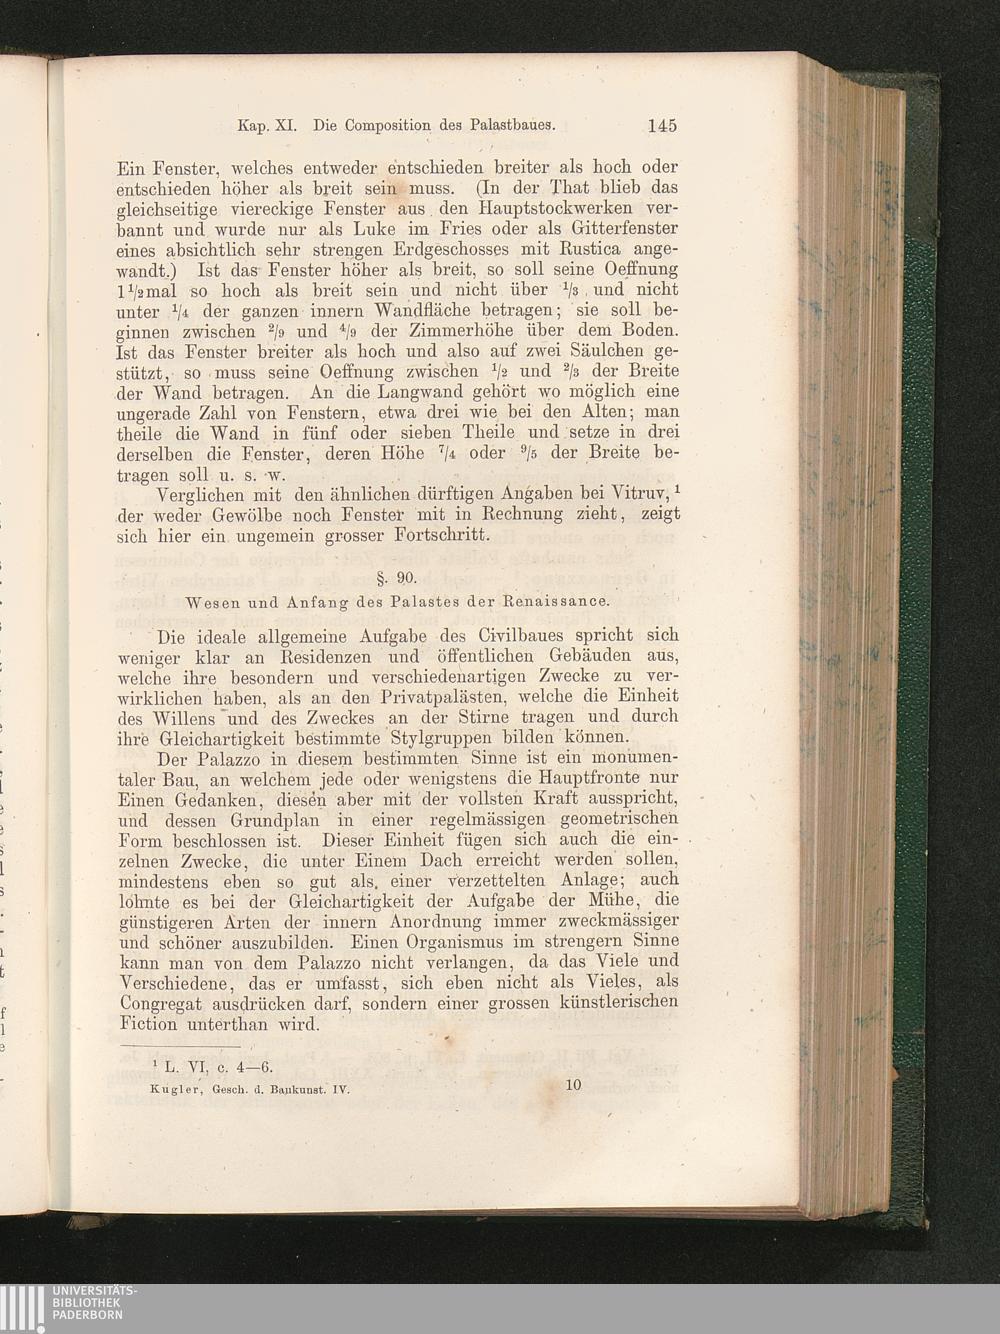 Kap. XI. Die Composition des Palastbaues. 145
Ein Fenster, welches entweder entschieden breiter als hoch oder
entschieden höher als breit sein muss. (In der That blieb das
gleichseitige viereckige Fenster aus den Hauptstockwerken ver-
bannt und wurde nur als Luke im Fries oder als Gitterfenster
eines absichtlich sehr strengen Erdgeschosses mit Rustica ange-
wandt.) Ist das Fenster höher als breit, so soll seine Oeffnung
1½mal so hoch als breit sein und nicht über ⅓ und nicht
unter ¼ der ganzen innern Wandfläche betragen; sie soll be-
ginnen zwischen 2/9 und 4/9 der Zimmerhöhe über dem Boden.
Ist das Fenster breiter als hoch und also auf zwei Säulchen ge-
stützt, so muss seine Oeffnung zwischen ½ und ⅔ der Breite
der Wand betragen. An die Langwand gehört wo möglich eine
ungerade Zahl von Fenstern, etwa drei wie bei den Alten; man
theile die Wand in fünf oder sieben Theile und setze in drei
derselben die Fenster, deren Höhe 7/4 oder 9/5 der Breite be-
tragen soll u. s. w.
Verglichen mit den ähnlichen dürftigen Angaben bei Vitruv, ¹
der weder Gewölbe noch Fenster mit in Rechnung zieht, zeigt
sich hier ein ungemein grosser Fortschritt.
§. 90.
Wesen und Anfang des Palastes der Renaissance.
Die ideale allgemeine Aufgabe des Civilbaues spricht sich
weniger klar an Residenzen und öffentlichen Gebäuden aus,
welche ihre besondern und verschiedenartigen Zwecke zu ver-
wirklichen haben, als an den Privatpalästen, welche die Einheit
des Willens und des Zweckes an der Stirne tragen und durch
ihre Gleichartigkeit bestimmte Stylgruppen bilden können.
Der Palazzo in diesem bestimmten Sinne ist ein monumen-
taler Bau, an welchem jede oder wenigstens die Hauptfronte nur
Einen Gedanken, diesen aber mit der vollsten Kraft ausspricht,
und dessen Grundplan in einer regelmässigen geometrischen
Form beschlossen ist. Dieser Einheit fügen sich auch die ein-
zelnen Zwecke, die unter Einem Dach erreicht werden sollen,
mindestens eben so gut als einer verzettelten Anlage; auch
lohnte es bei der Gleichartigkeit der Aufgabe der Mühe, die
günstigeren Arten der innern Anordnung immer zweckmässiger
und schöner auszubilden. Einen Organismus im strengern Sinne
kann man von dem Palazzo nicht verlangen, da das Viele und
Verschiedene, das er umfasst, sich eben nicht als Vieles, als
Congregat ausdrücken darf, sondern einer grossen künstlerischen
Fiction unterthan wird.
¹ L. VI, c. 4—6.
Kugler, Gesch. d. Baukunst. IV. 10
UNIVERSITÄTS-
BIBLIOTHEK
PADERBORN